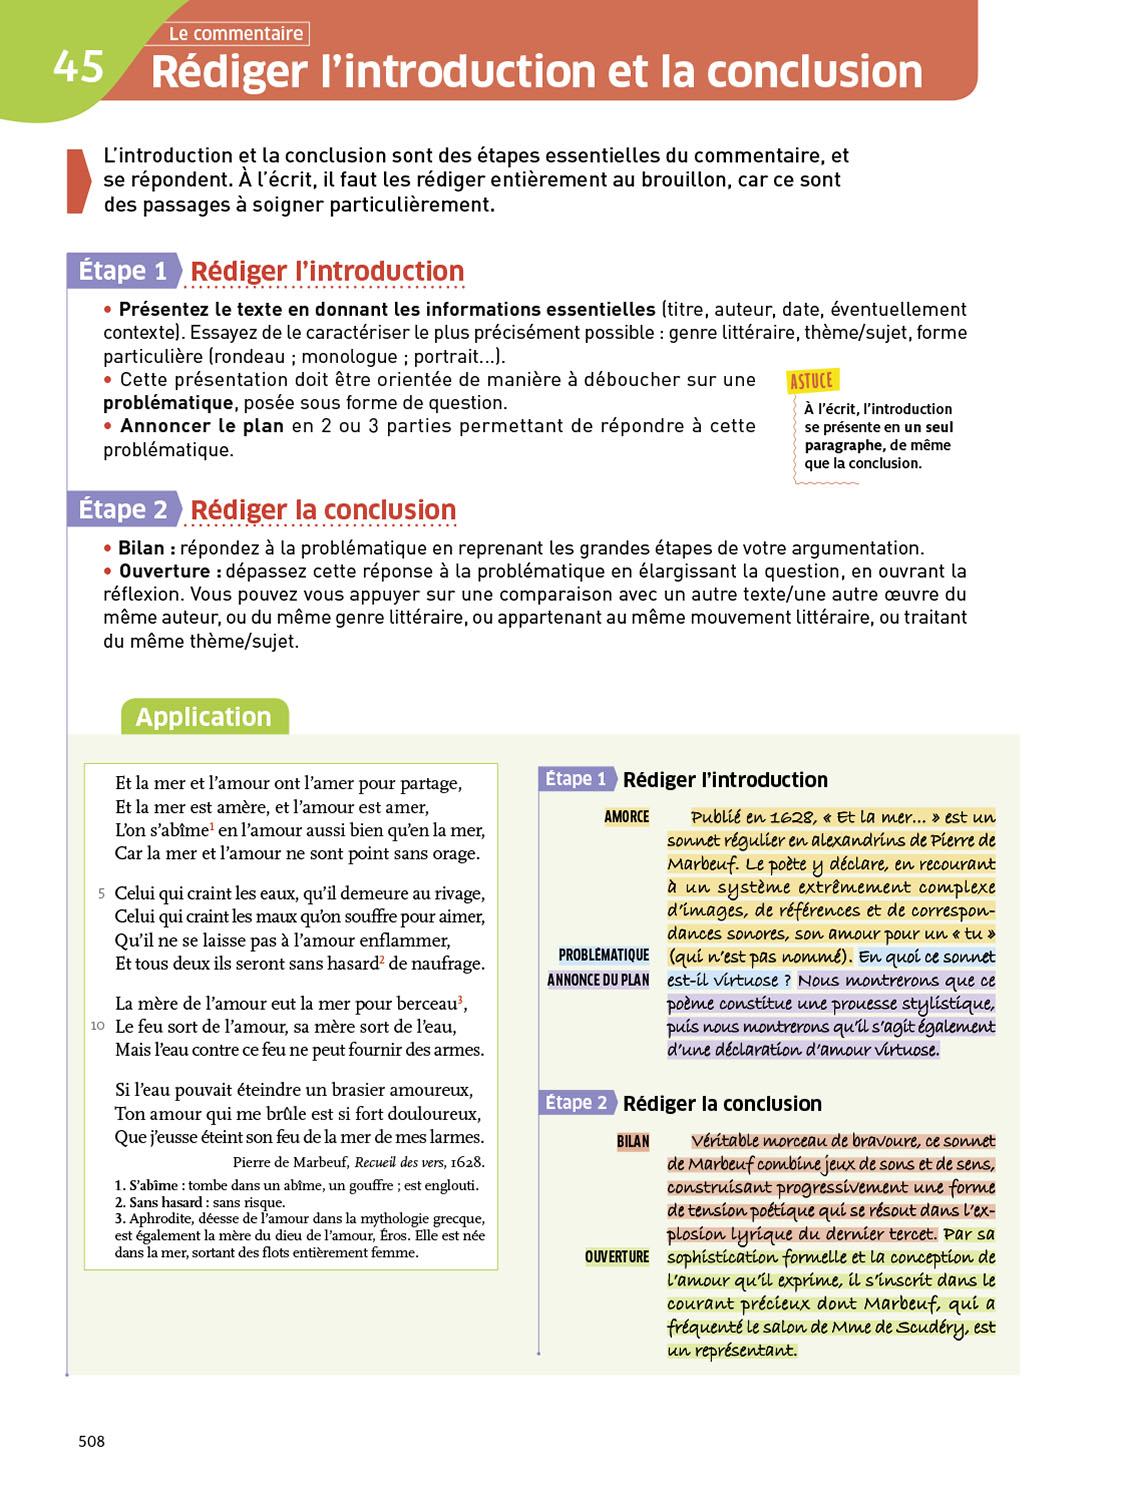 Le commentaire
45
Rédiger l'introduction et la conclusion
L'introduction et la conclusion sont des étapes essentielles du commentaire, et
se répondent. À l'écrit, il faut les rédiger entièrement au brouillon, car ce sont
des passages à soigner particulièrement.
Étape 1 Rédiger l'introduction
• Présentez le texte en donnant les informations essentielles (titre, auteur, date, éventuellement
contexte). Essayez de le caractériser le plus précisément possible : genre littéraire, thème/sujet, forme
particulière (rondeau ; monologue ; portrait…).
• Cette présentation doit être orientée de manière à déboucher sur une
problématique, posée sous forme de question.
• Annoncer le plan en 2 ou 3 parties permettant de répondre à cette
problématique.
ASTUCE
À l'écrit, l'introduction
se présente en un seul
paragraphe, de même
que la conclusion.
Étape 2 Rédiger la conclusion
• Bilan : répondez à la problématique en reprenant les grandes étapes de votre argumentation.
• Ouverture : dépassez cette réponse à la problématique en élargissant la question, en ouvrant la
réflexion. Vous pouvez vous appuyer sur une comparaison avec un autre texte/une autre œuvre du
même auteur, ou du même genre littéraire, ou appartenant au même mouvement littéraire, ou traitant
du même thème/sujet.
Application
Et la mer et l'amour ont l'amer pour partage,
Et la mer est amère, et l'amour est amer,
L'on s'abîme1 en l'amour aussi bien qu'en la mer,
Car la mer et l'amour ne sont point sans orage.
5 Celui qui craint les eaux, qu'il demeure au rivage,
Celui qui craint les maux qu'on souffre pour aimer,
Qu'il ne se laisse pas à l'amour enflammer,
Et tous deux ils seront sans hasard2 de naufrage.
La mère de l'amour eut la mer pour berceau3,
10 Le feu sort de l'amour, sa mère sort de l'eau,
Mais l'eau contre ce feu ne peut fournir des armes.
Si l'eau pouvait éteindre un brasier amoureux,
Ton amour qui me brûle est si fort douloureux,
Que j'eusse éteint son feu de la mer de mes larmes.
Pierre de Marbeuf, Recueil des vers, 1628.
1. S'abîme : tombe dans un abîme, un gouffre ; est englouti.
2. Sans hasard : sans risque.
3. Aphrodite, déesse de l'amour dans la mythologie grecque,
est également la mère du dieu de l'amour, Éros. Elle est née
dans la mer, sortant des flots entièrement femme.
Étape 1 Rédiger l'introduction
AMORCE Publié en 1628, « Et la mer… » est un
sonnet régulier en alexandrins de Pierre de
Marbeuf. Le poète y déclare, en recourant
à un système extrêmement complexe
d'images, de références et de correspon-
dances sonores, son amour pour un « tu »
PROBLÉMATIQUE (qui n'est pas nommé). En quoi ce sonnet
ANNONCE DU PLAN est-il virtuose ? Nous montrerons que ce
poème constitue une prouesse stylistique,
puis nous montrerons qu'il s'agit également
d'une déclaration d'amour virtuose.
Étape 2 Rédiger la conclusion
BILAN Véritable morceau de bravoure, ce sonnet
de Marbeuf combine jeux de sons et de sens,
construisant progressivement une forme
de tension poétique qui se résout dans l'ex-
plosion lyrique du dernier tercet. Par sa
OUVERTURE sophistication formelle et la conception de
l'amour qu'il exprime, il s'inscrit dans le
courant précieux dont Marbeuf, qui a
fréquenté le salon de Mme de Scudéry, est
un représentant.
508